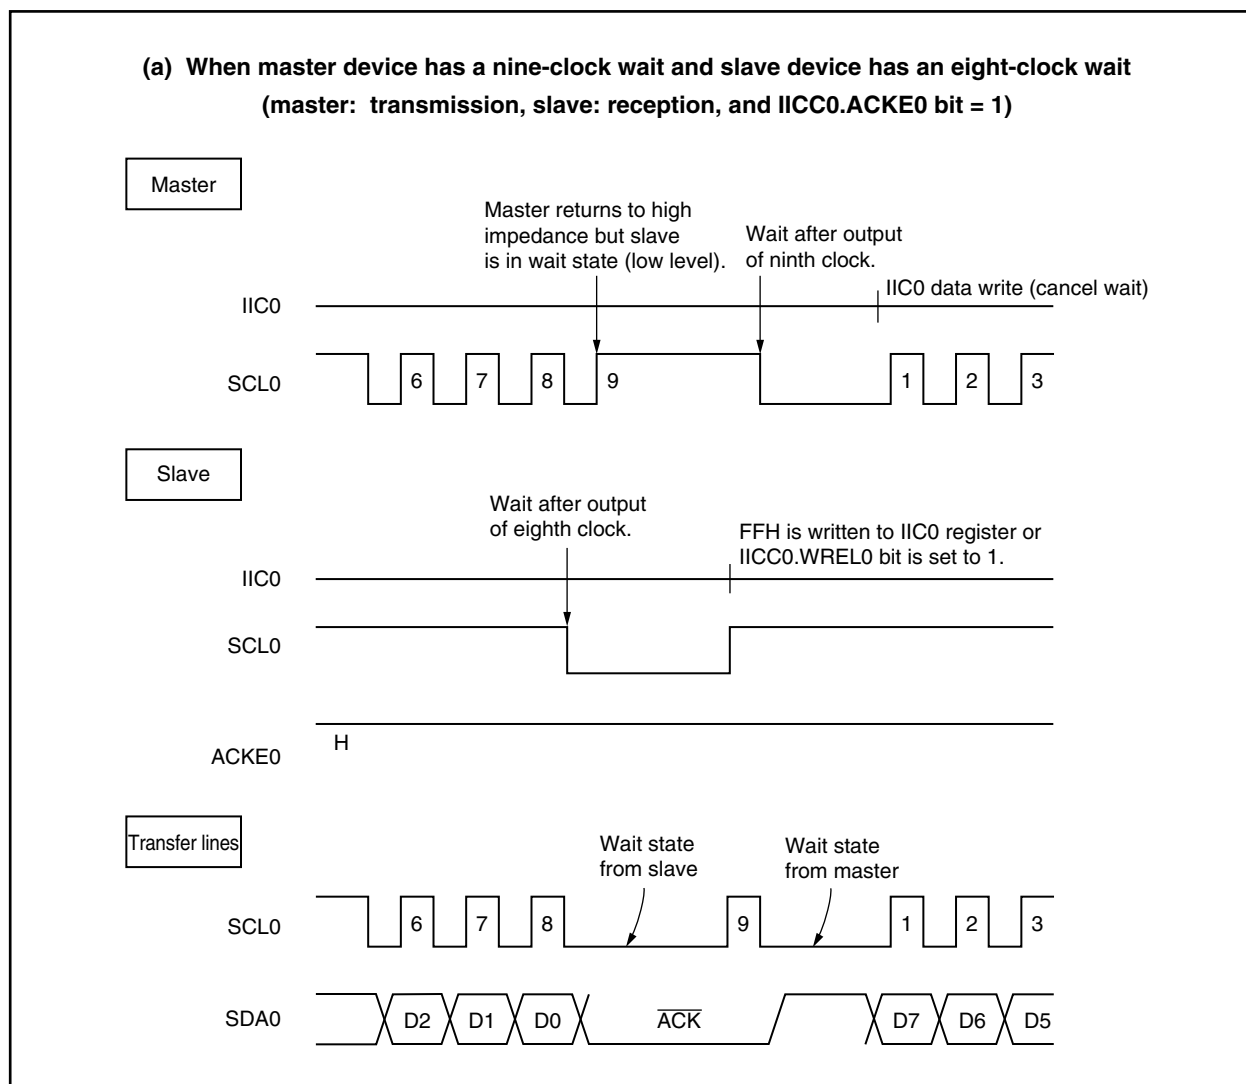 (a) When master device has a nine-clock wait and slave device has an eight-clock wait
(master: transmission, slave: reception, and IICC0.ACKE0 bit = 1)
Master
Master returns to high
impedance but slave
is in wait state (low level).
Wait after output
of ninth clock.
IIC0 data write (cancel wait)
IIC0
SCL0
6
7
8
9
1
2
3
Slave
Wait after output
of eighth clock.
FFH is written to IIC0 register or
IICC0.WREL0 bit is set to 1.
IIC0
SCL0
H
ACKE0
Transfer lines
Wait state
from slave
Wait state
from master
SCL0
6
7
8
9
1
2
3
SDA0
D2
D1
D0
A̅C̅K̅
D7
D6
D5